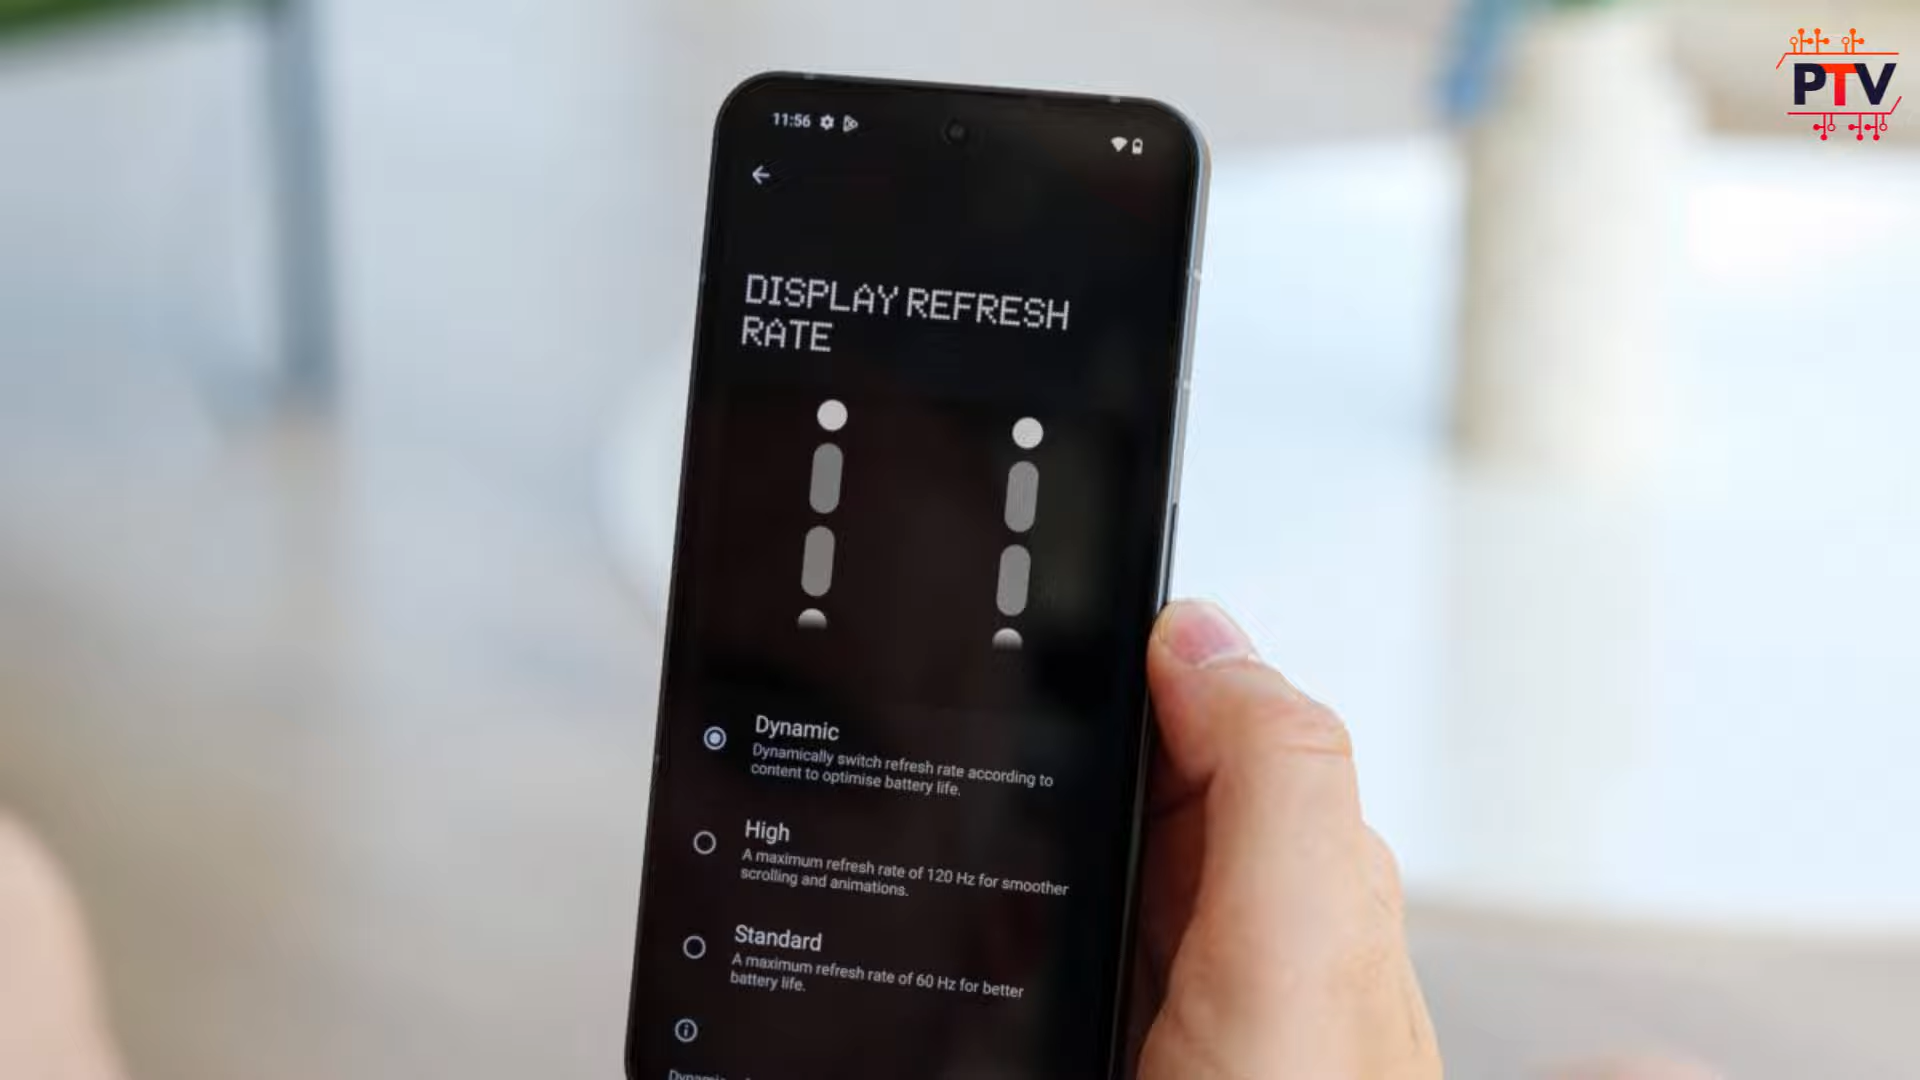 PTV
11:56
DISPLAY REFRESH
RATE
Dynamic
Dynamically switch refresh rate according to
content to optimise battery life.
High
A maximum refresh rate of 120 Hz for smoother
scrolling and animations.
Standard
A maximum refresh rate of 60 Hz for better
battery life.